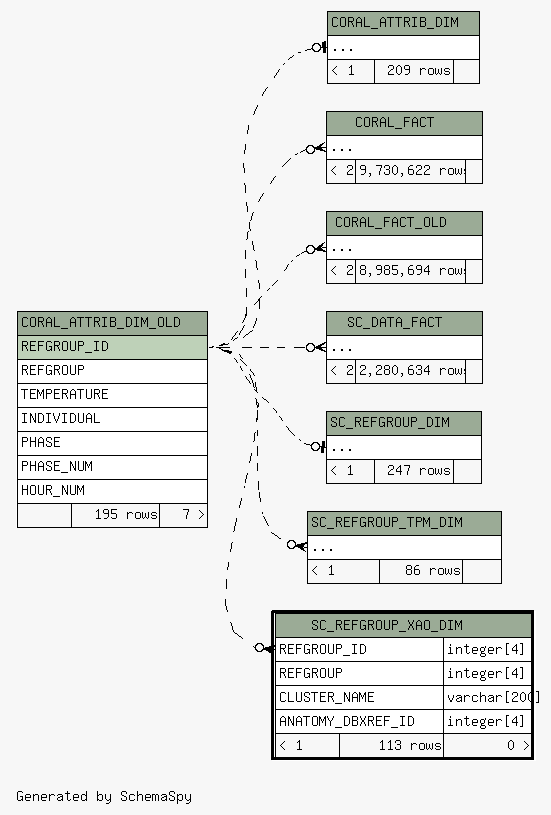 CORAL_ATTRIB_DIM
...
< 1 209 rows
CORAL_FACT
...
< 2 9,730,622 rows
CORAL_FACT_OLD
...
< 2 8,985,694 rows
CORAL_ATTRIB_DIM_OLD
REFGROUP_ID
REFGROUP
TEMPERATURE
INDIVIDUAL
PHASE
PHASE_NUM
HOUR_NUM
195 rows 7 >
SC_DATA_FACT
...
< 2 2,280,634 rows
SC_REFGROUP_DIM
...
< 1 247 rows
SC_REFGROUP_TPM_DIM
...
< 1 86 rows
SC_REFGROUP_XAO_DIM
REFGROUP_ID integer[4]
REFGROUP integer[4]
CLUSTER_NAME varchar[200]
ANATOMY_DBXREF_ID integer[4]
< 1 113 rows 0 >
Generated by SchemaSpy